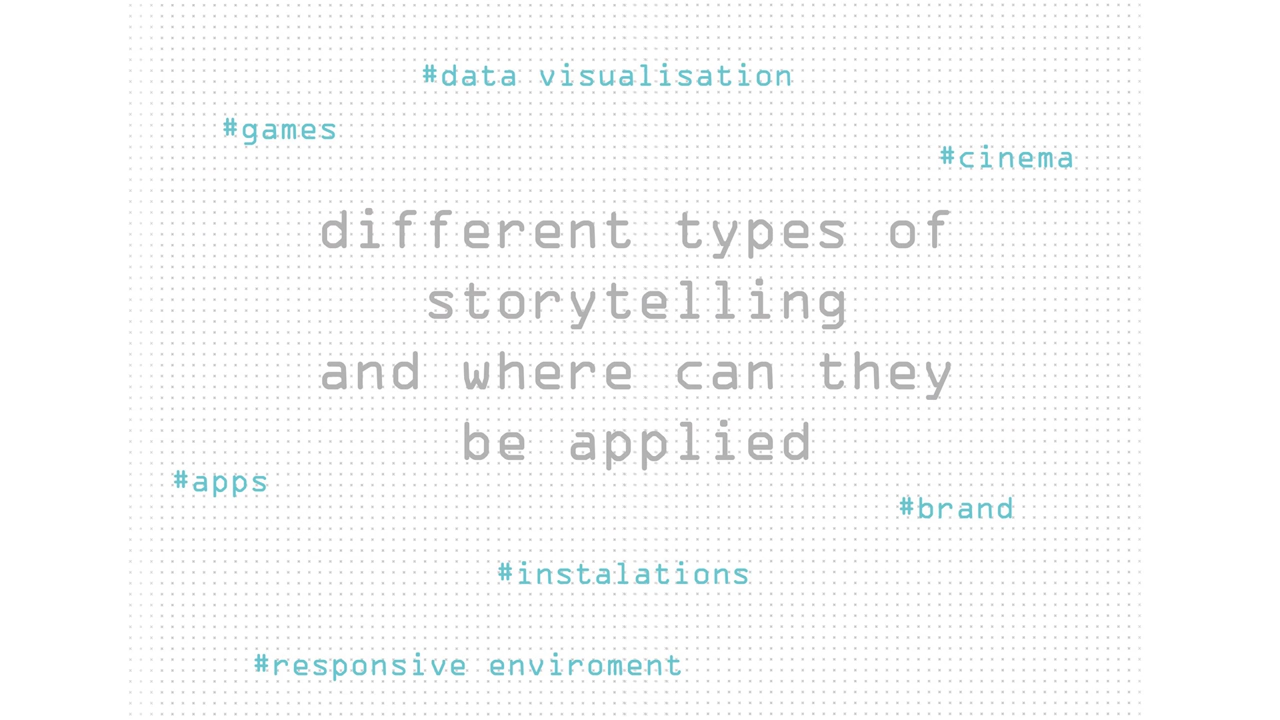 #data visualisation
#games
#cinema
different types of
storytelling
and where can they
be applied
#apps
#brand
#instalations
#responsive enviroment